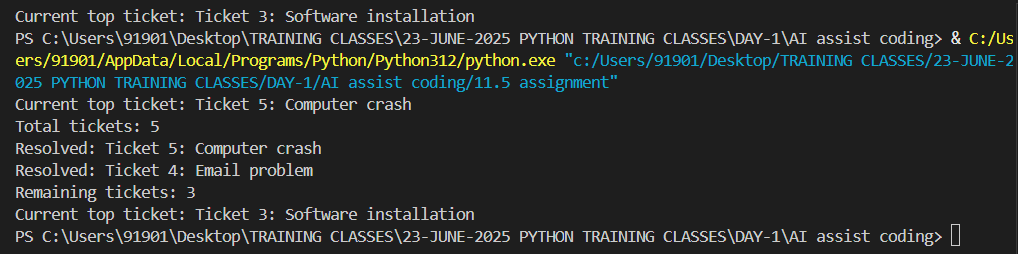 Current top ticket: Ticket 3: Software installation
PS C:\Users\91901\Desktop\TRAINING CLASSES\23-JUNE-2025 PYTHON TRAINING CLASSES\DAY-1\AI assist coding> & C:/Us
ers/91901/AppData/Local/Programs/Python/Python312/python.exe "c:/Users/91901/Desktop/TRAINING CLASSES/23-JUNE-2
025 PYTHON TRAINING CLASSES/DAY-1/AI assist coding/11.5 assignment"
Current top ticket: Ticket 5: Computer crash
Total tickets: 5
Resolved: Ticket 5: Computer crash
Resolved: Ticket 4: Email problem
Remaining tickets: 3
Current top ticket: Ticket 3: Software installation
PS C:\Users\91901\Desktop\TRAINING CLASSES\23-JUNE-2025 PYTHON TRAINING CLASSES\DAY-1\AI assist coding>